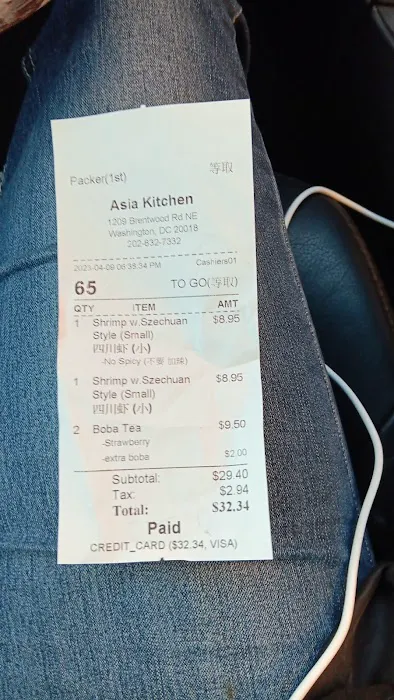 Packer(1st) 等取
Asia Kitchen
1209 Brentwood Rd NE
Washington, DC 20018
202-832-7332
2023-04-09 06:38:34 PM Cashiers01
65 TO GO(等取)
QTY ITEM AMT
1 Shrimp w.Szechuan $8.95
Style (Small)
四川虾 (小)
-No Spicy (不要 加辣)
1 Shrimp w.Szechuan $8.95
Style (Small)
四川虾 (小)
2 Boba Tea $9.50
-Strawberry
-extra boba $2.00
Subtotal: $29.40
Tax: $2.94
Total: $32.34
Paid
CREDIT_CARD ($32.34, VISA)